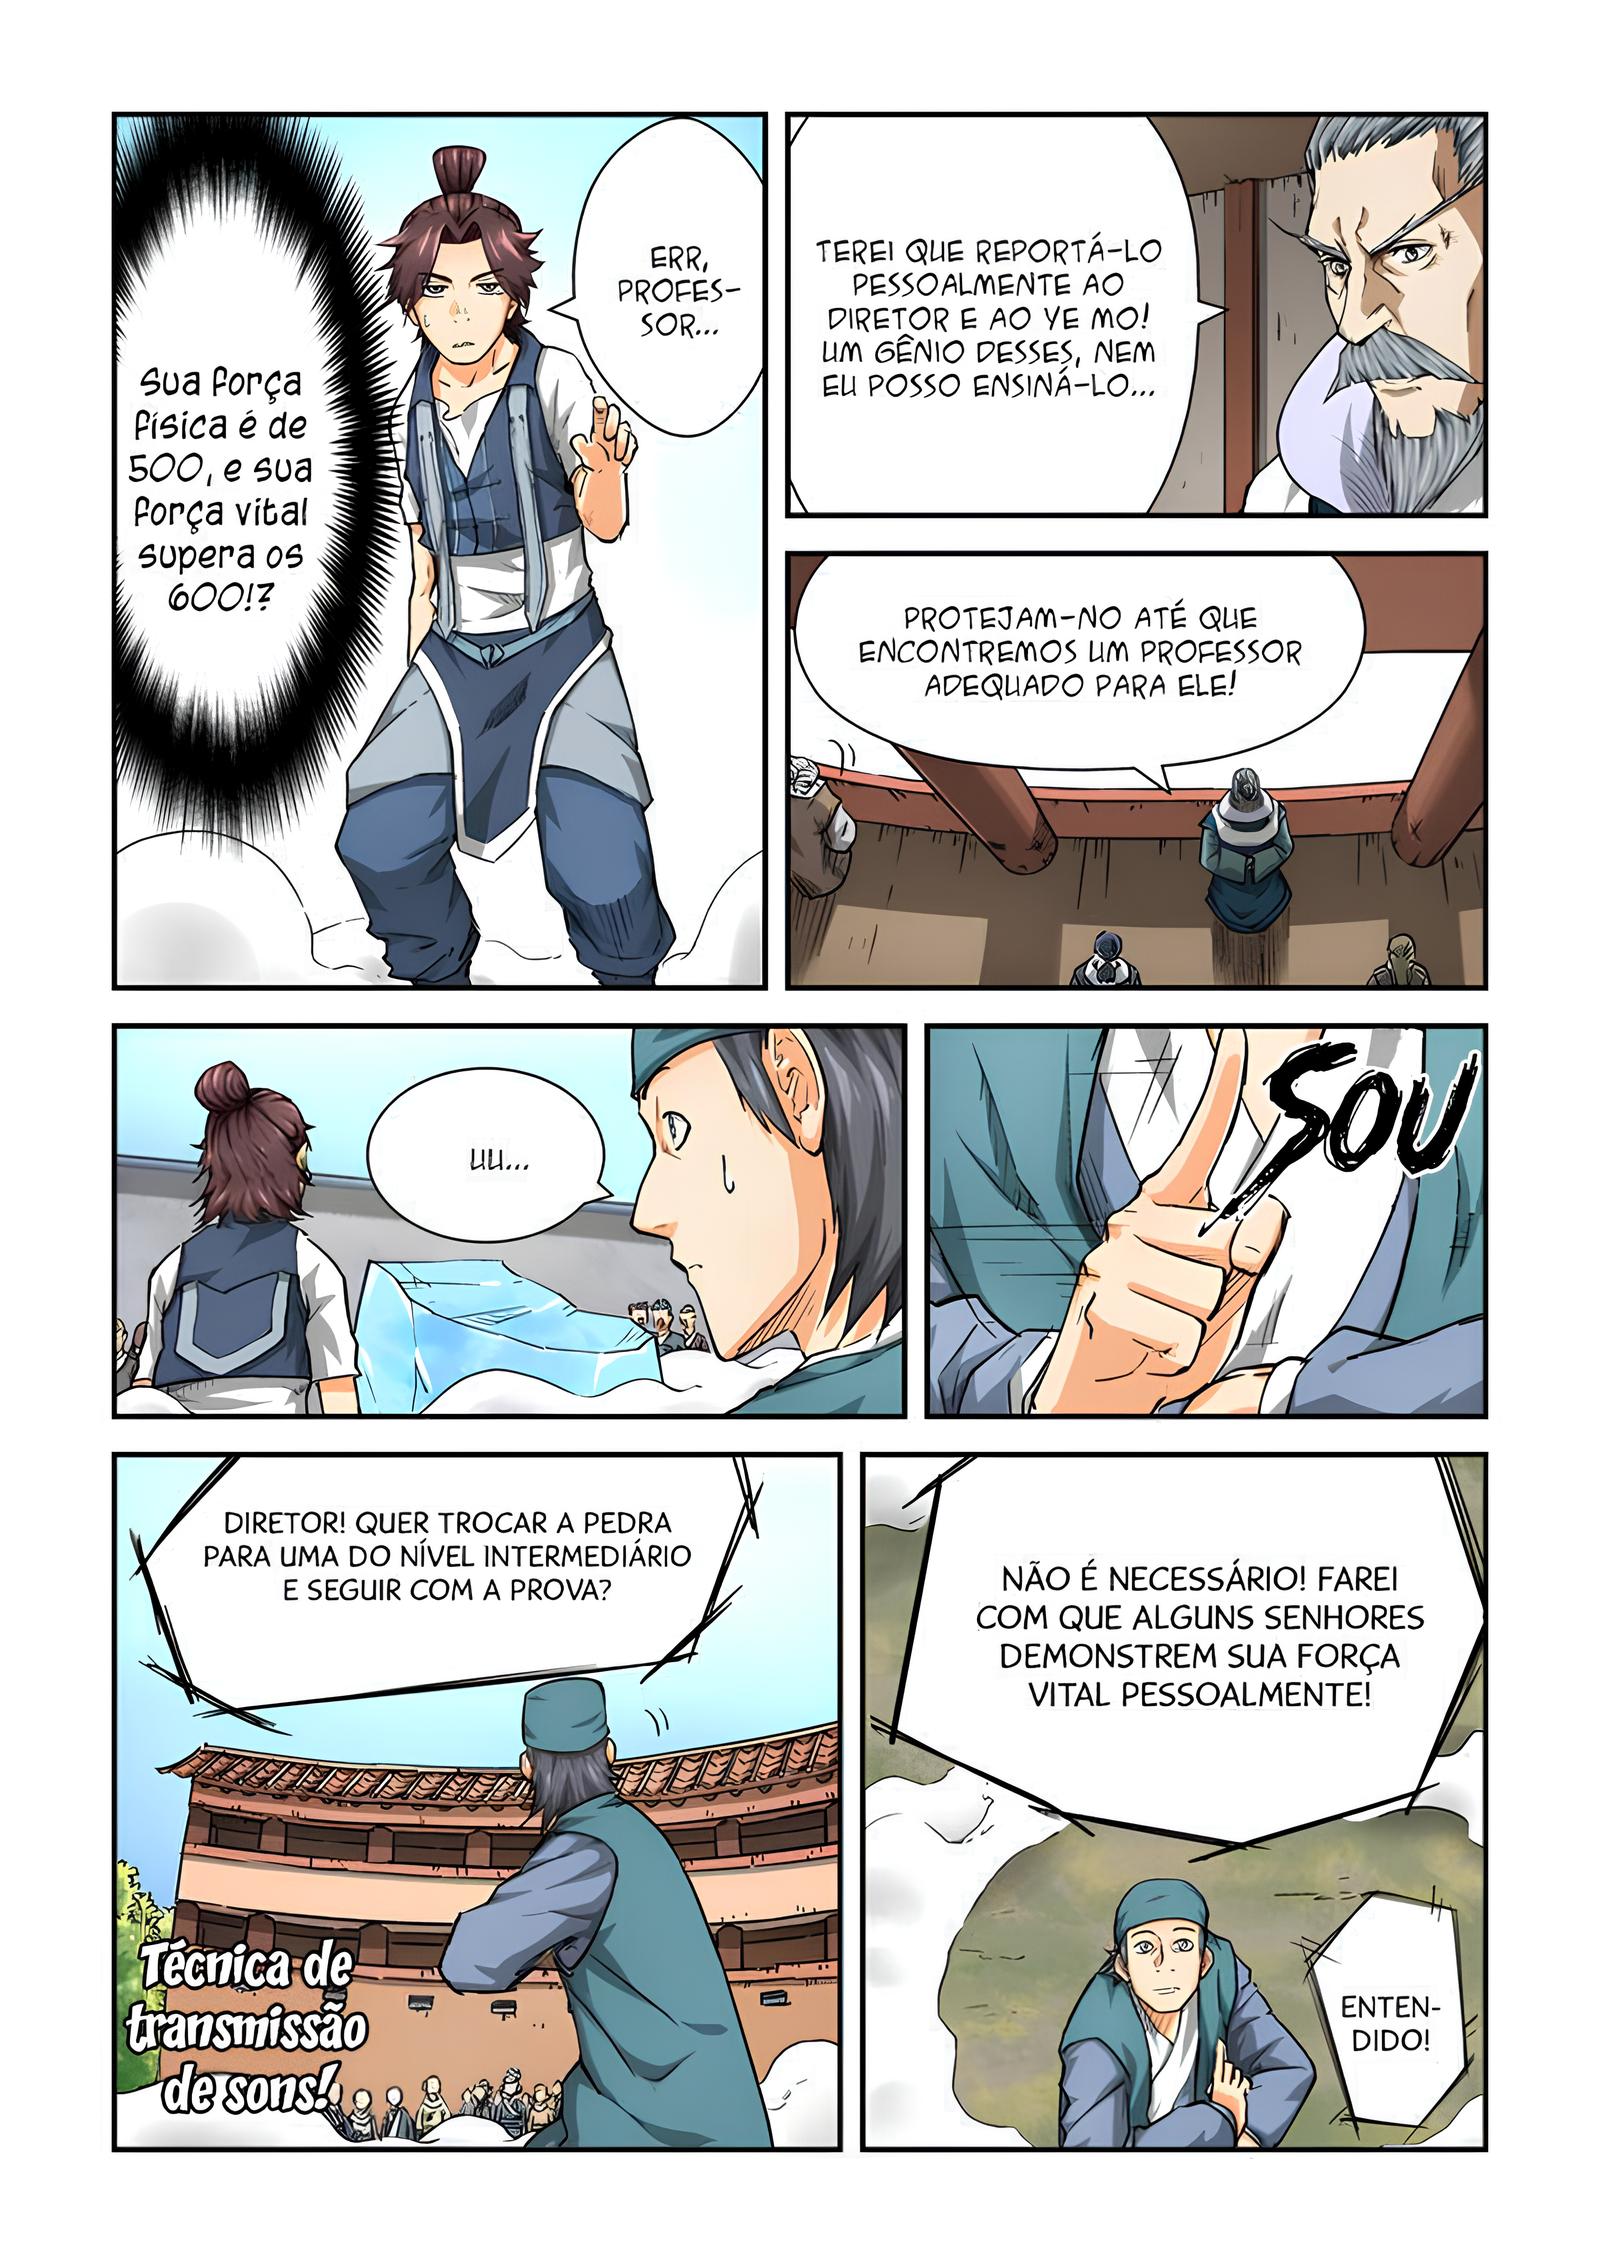 Sua força
física é de
500, e sua
força vital
supera os
600!?
ERR,
PROFES-
SOR...
TEREI QUE REPORTÁ-LO
PESSOALMENTE AO
DIRETOR E AO YE MO!
UM GÊNIO DESSES, NEM
EU POSSO ENSINÁ-LO...
PROTEJAM-NO ATÉ QUE
ENCONTREMOS UM PROFESSOR
ADEQUADO PARA ELE!
UU...
SOU
DIRETOR! QUER TROCAR A PEDRA
PARA UMA DO NÍVEL INTERMEDIÁRIO
E SEGUIR COM A PROVA?
Técnica de
transmissão
de sons!
NÃO É NECESSÁRIO! FAREI
COM QUE ALGUNS SENHORES
DEMONSTREM SUA FORÇA
VITAL PESSOALMENTE!
ENTEN-
DIDO!